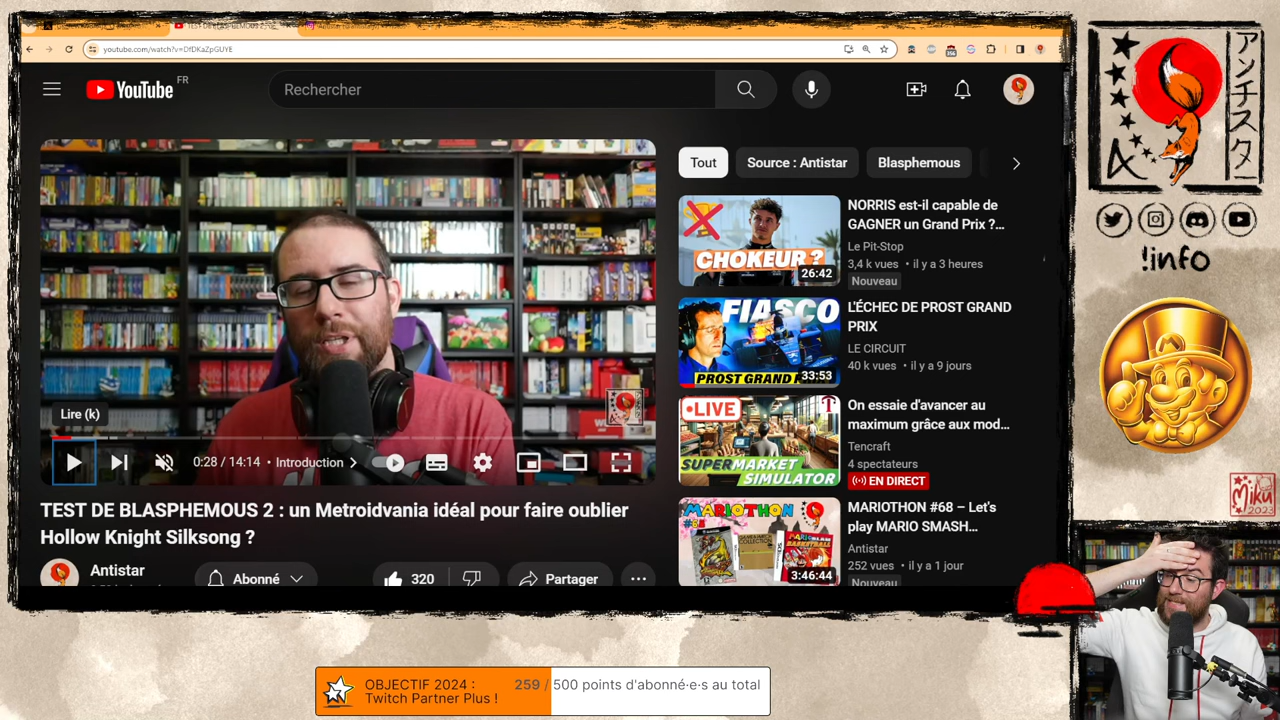 youtube.com/watch?v=DfDKaZpGUYE
YouTube FR
Rechercher
Tout
Source : Antistar
Blasphemous
NORRIS est-il capable de
GAGNER un Grand Prix ?...
Le Pit-Stop
3,4 k vues • il y a 3 heures
Nouveau
CHOKEUR ?
26:42
L'ÉCHEC DE PROST GRAND
PRIX
LE CIRCUIT
40 k vues • il y a 9 jours
FIASCO
PROST GRAND
33:53
On essaie d'avancer au
maximum grâce aux mod...
Tencraft
4 spectateurs
EN DIRECT
•LIVE
SUPERMARKET
SIMULATOR
MARIOTHON #68 – Let's
play MARIO SMASH...
Antistar
252 vues • il y a 1 jour
Nouveau
MARIOTHON
#68
3:46:44
Lire (k)
0:28 / 14:14 • Introduction
TEST DE BLASPHEMOUS 2 : un Metroidvania idéal pour faire oublier
Hollow Knight Silksong ?
Antistar
Abonné
320
Partager
アンチスター
!info
Miku
2023
OBJECTIF 2024 :
Twitch Partner Plus !
259 / 500 points d'abonné·e·s au total